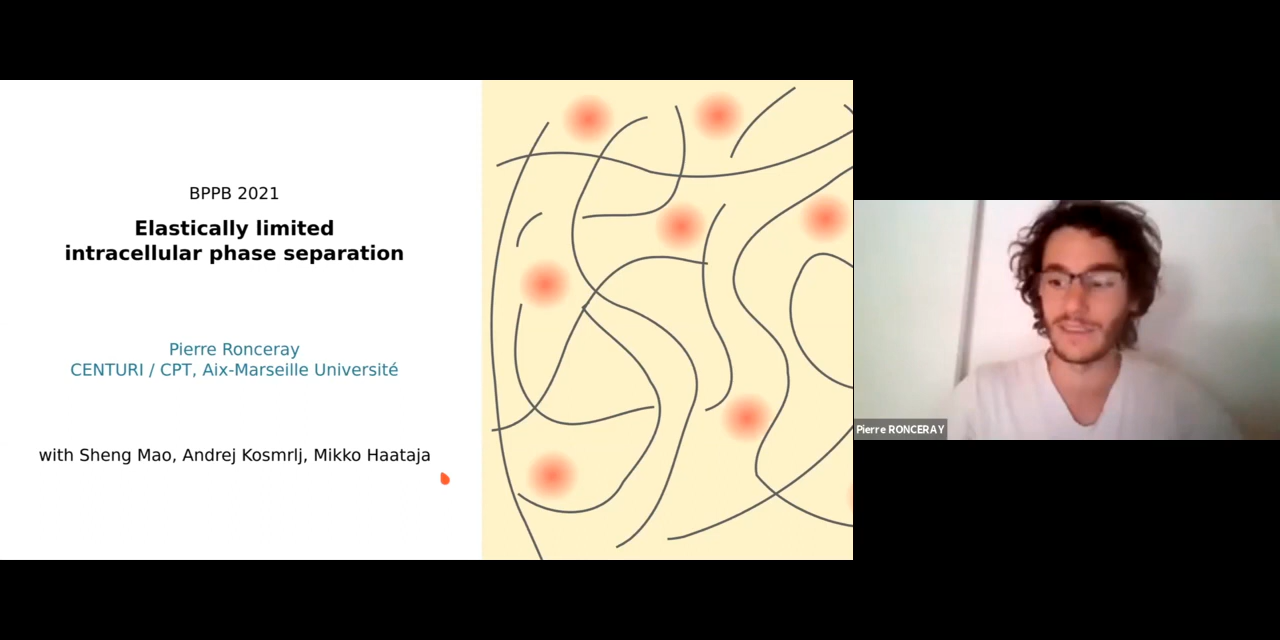 BPPB 2021
Elastically limited
intracellular phase separation
Pierre Ronceray
CENTURI / CPT, Aix-Marseille Université
with Sheng Mao, Andrej Kosmrlj, Mikko Haataja
Pierre RONCERAY